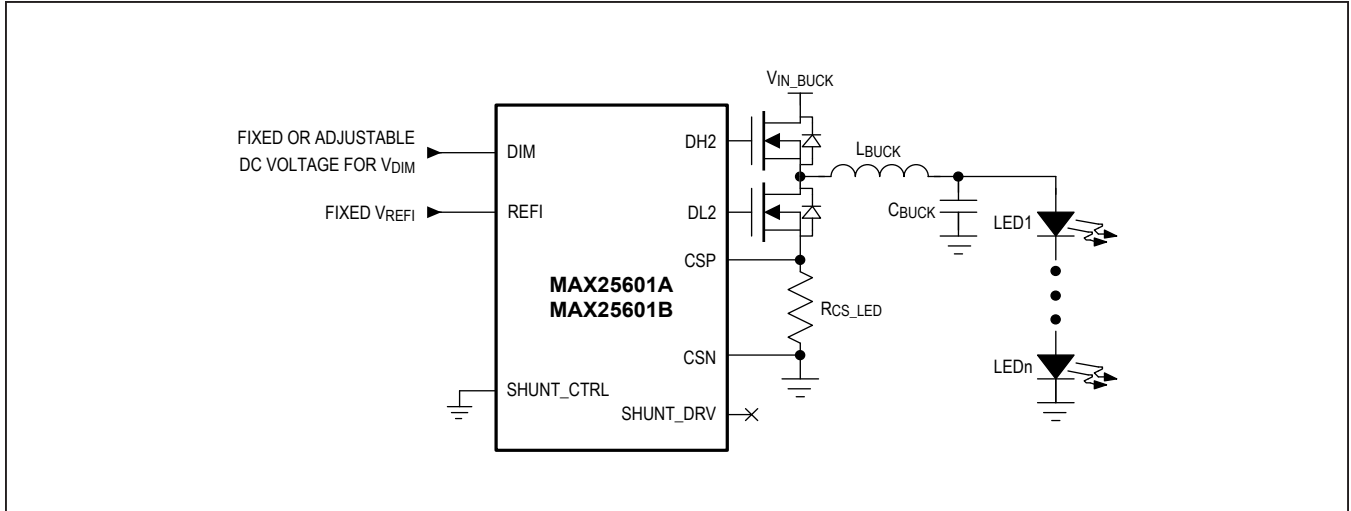 VIN_BUCK
FIXED OR ADJUSTABLE
DC VOLTAGE FOR VDIM
DIM
DH2
LBUCK
FIXED VREFI
REFI
DL2
CBUCK
LED1
CSP
MAX25601A
MAX25601B
RCS_LED
CSN
LEDn
SHUNT_CTRL
SHUNT_DRV